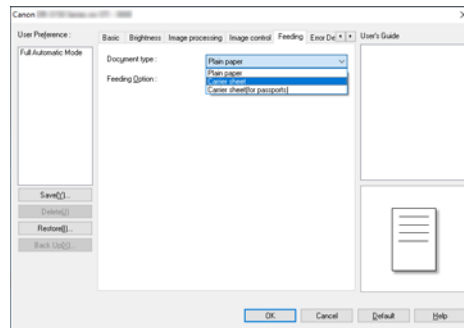 Canon
User Preference :
Full Automatic Mode
Save(Y)...
Delete(J)
Restore(I)...
Back Up(X)...
Basic
Brightness
Image processing
Image control
Feeding
Error De
Document type :
Plain paper
Plain paper
Carrier sheet
Carrier sheet(for passports)
Feeding Option :
User's Guide
OK
Cancel
Default
Help